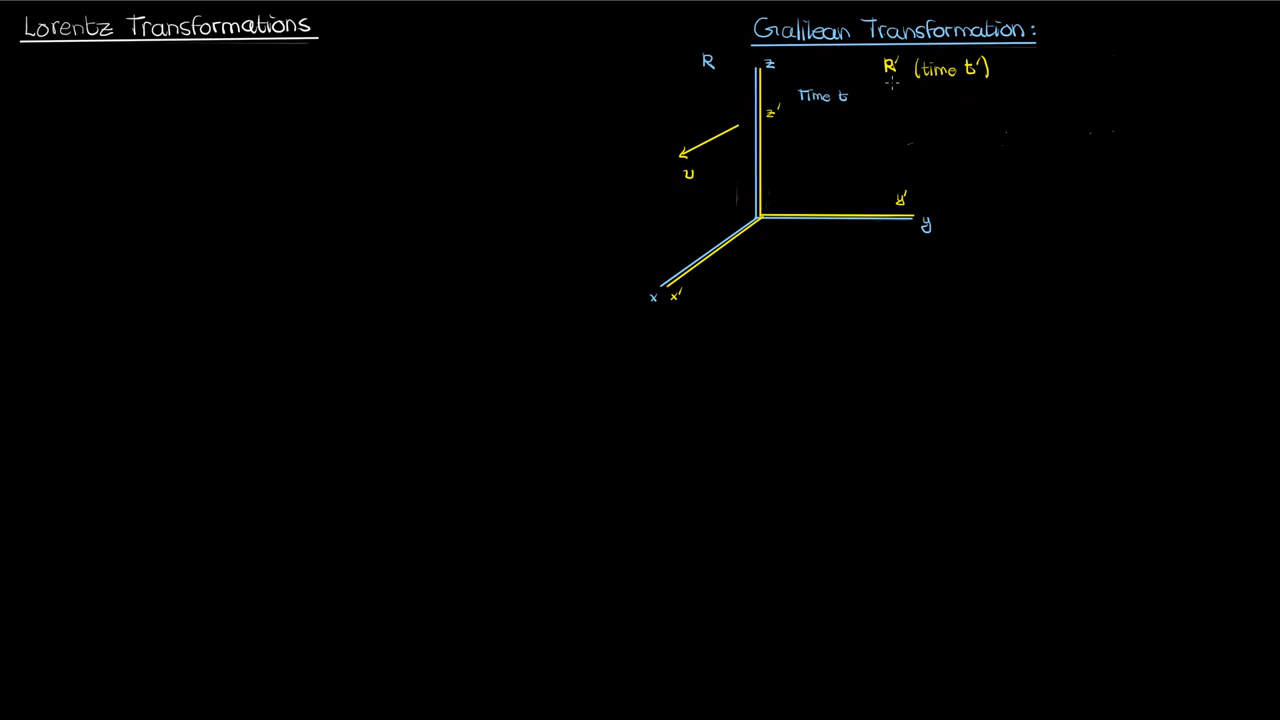 Lorentz Transformations
Galilean Transformation:
R
z
R' (time t')
Time t
z'
v
y'
y
x
x'